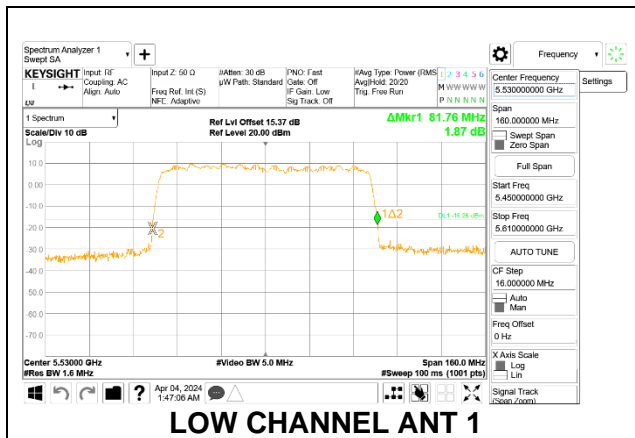 Spectrum Analyzer 1
Swept SA
Frequency
KEYSIGHT
Input: RF
Coupling: AC
Align: Auto
Input Z: 50 Ω
Freq Ref: Int (S)
NFE: Adaptive
#Atten: 30 dB
µW Path: Standard
PNO: Fast
Gate: Off
IF Gain: Low
Sig Track: Off
#Avg Type: Power (RMS
Avg|Hold: 20/20
Trig: Free Run
1 2 3 4 5 6
M W W W W W
P N N N N N
Center Frequency
5.530000000 GHz
Settings
Span
160.000000 MHz
Swept Span
Zero Span
Full Span
Start Freq
5.450000000 GHz
Stop Freq
5.610000000 GHz
AUTO TUNE
CF Step
16.000000 MHz
Auto
Man
Freq Offset
0 Hz
X Axis Scale
Log
Lin
Signal Track
(Span Zoom)
1 Spectrum
Scale/Div 10 dB
Log
Ref Lvl Offset 15.37 dB
Ref Level 20.00 dBm
ΔMkr1 81.76 MHz
1.87 dB
10.0
0.00
-10.0
-20.0
-30.0
-40.0
-50.0
-60.0
-70.0
2
1Δ2
Center 5.53000 GHz
#Res BW 1.6 MHz
#Video BW 5.0 MHz
Span 160.0 MHz
#Sweep 100 ms (1001 pts)
?
Apr 04, 2024
1:47:06 AM
LOW CHANNEL ANT 1